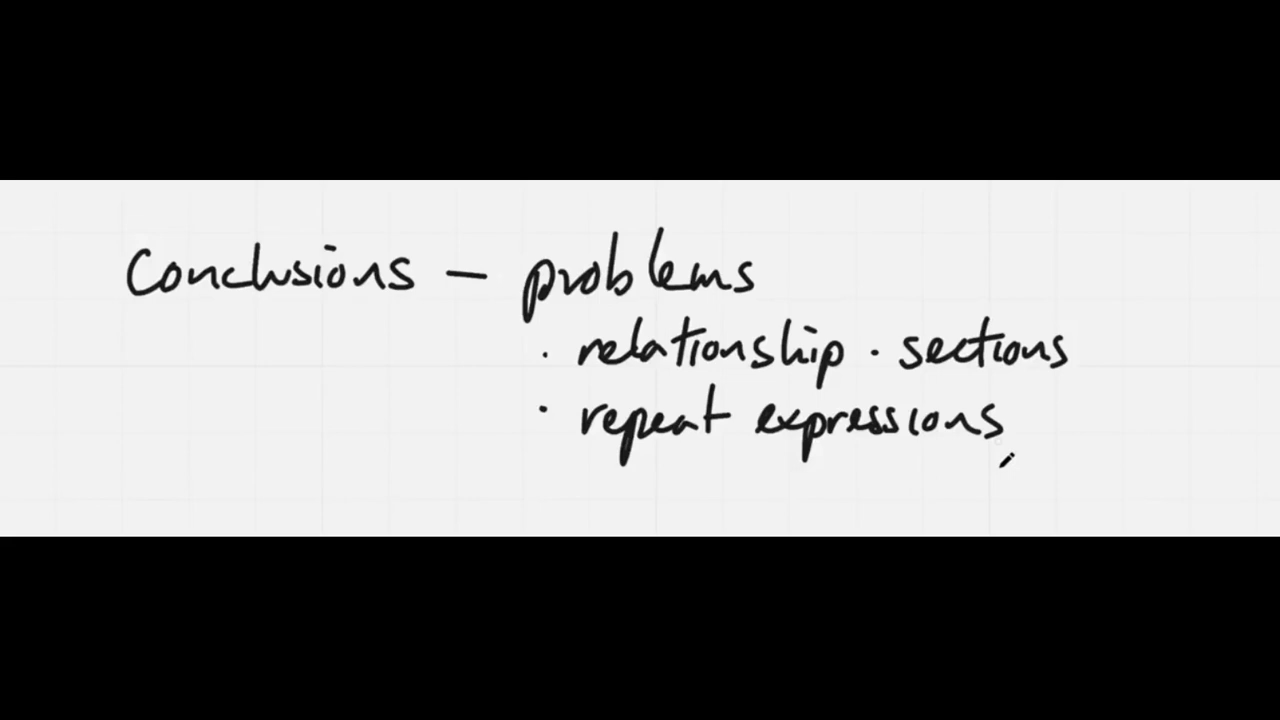 Conclusions — problems
· relationship · sections
· repeat expressions